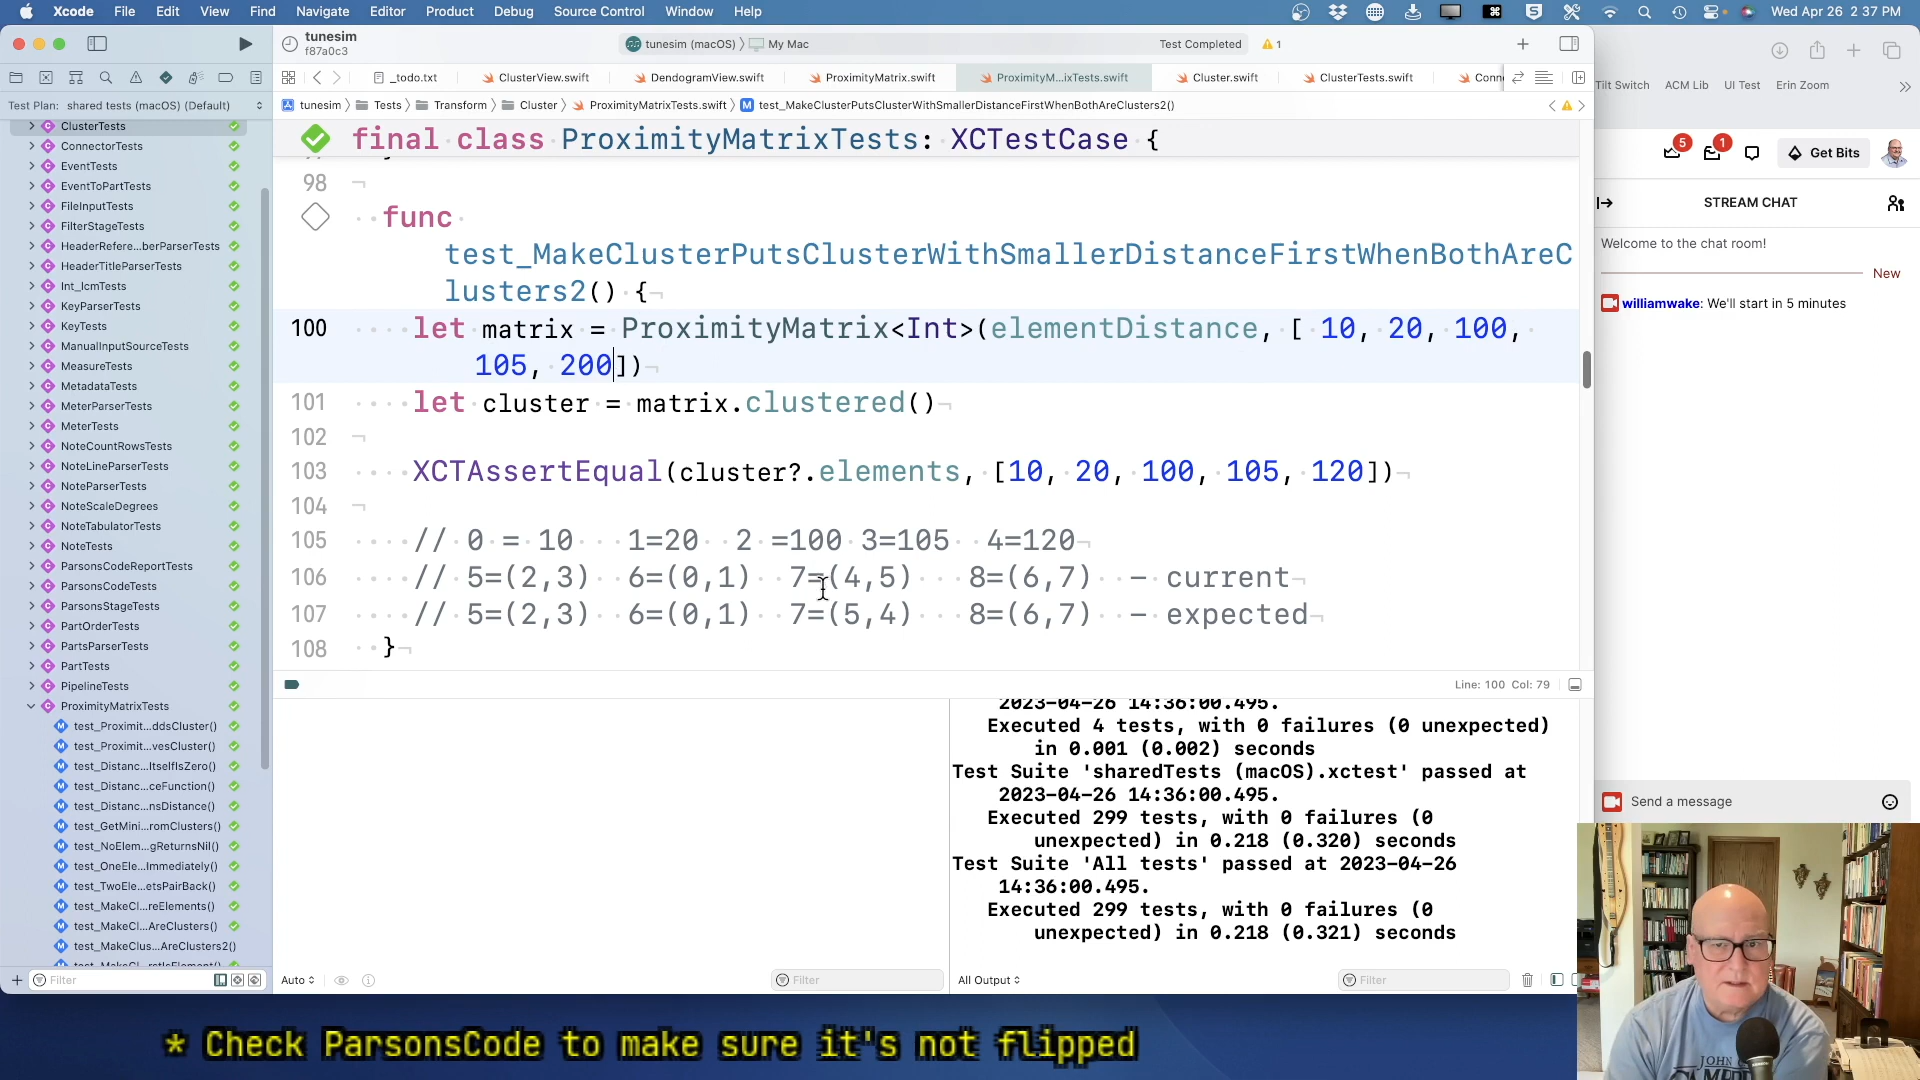 Xcode File Edit View Find Navigate Editor Product Debug Source Control Window Help
Wed Apr 26 2:37 PM
tunesim
f87a0c3
tunesim (macOS) 〉 My Mac
Test Completed 1
_todo.txt ClusterView.swift DendogramView.swift ProximityMatrix.swift ProximityM...ixTests.swift Cluster.swift ClusterTests.swift Conne
Test Plan: shared tests (macOS) (Default)
tunesim 〉 Tests 〉 Transform 〉 Cluster 〉 ProximityMatrixTests.swift 〉 M test_MakeClusterPutsClusterWithSmallerDistanceFirstWhenBothAreClusters2()
ClusterTests
ConnectorTests
EventTests
EventToPartTests
FileInputTests
FilterStageTests
HeaderRefere...berParserTests
HeaderTitleParserTests
Int_lcmTests
KeyParserTests
KeyTests
ManualInputSourceTests
MeasureTests
MetadataTests
MeterParserTests
MeterTests
NoteCountRowsTests
NoteLineParserTests
NoteParserTests
NoteScaleDegrees
NoteTabulatorTests
NoteTests
ParsonsCodeReportTests
ParsonsCodeTests
ParsonsStageTests
PartOrderTests
PartsParserTests
PartTests
PipelineTests
ProximityMatrixTests
test_Proximit...ddsCluster()
test_Proximit...vesCluster()
test_Distanc...ItselfIsZero()
test_Distanc...ceFunction()
test_Distanc...nsDistance()
test_GetMini...romClusters()
test_NoElem...gReturnsNil()
test_OneEle...Immediately()
test_TwoEle...etsPairBack()
test_MakeCl...reElements()
test_MakeCl...AreClusters()
test_MakeClus...AreClusters2()
test_MakeCl...rstIsElement()
Filter
final class ProximityMatrixTests: XCTestCase {
98
func
test_MakeClusterPutsClusterWithSmallerDistanceFirstWhenBothAreC
lusters2() {
100 let matrix = ProximityMatrix<Int>(elementDistance, [ 10, 20, 100,
105, 200])
101 let cluster = matrix.clustered()
102
103 XCTAssertEqual(cluster?.elements, [10, 20, 100, 105, 120])
104
105 // 0 = 10 1=20 2 =100 3=105 4=120
106 // 5=(2,3) 6=(0,1) 7=(4,5) 8=(6,7) - current
107 // 5=(2,3) 6=(0,1) 7=(5,4) 8=(6,7) - expected
108 }
Line: 100 Col: 79
2023-04-26 14:36:00.495.
Executed 4 tests, with 0 failures (0 unexpected)
in 0.001 (0.002) seconds
Test Suite 'sharedTests (macOS).xctest' passed at
2023-04-26 14:36:00.495.
Executed 299 tests, with 0 failures (0
unexpected) in 0.218 (0.320) seconds
Test Suite 'All tests' passed at 2023-04-26
14:36:00.495.
Executed 299 tests, with 0 failures (0
unexpected) in 0.218 (0.321) seconds
Auto Filter All Output Filter
Tilt Switch ACM Lib UI Test Erin Zoom
5 1 Get Bits
STREAM CHAT
Welcome to the chat room!
New
williamwake: We'll start in 5 minutes
Send a message
* Check ParsonsCode to make sure it's not flipped
JOHN